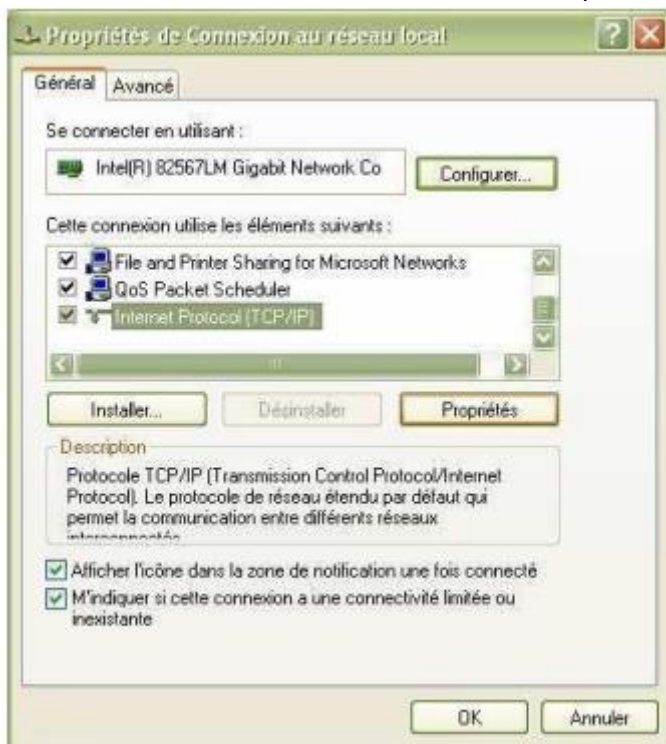 Propriétés de Connexion au réseau local
Général Avancé
Se connecter en utilisant :
Intel(R) 82567LM Gigabit Network Co Configurer...
Cette connexion utilise les éléments suivants :
File and Printer Sharing for Microsoft Networks
QoS Packet Scheduler
Internet Protocol (TCP/IP)
Installer... Désinstaller Propriétés
Description
Protocole TCP/IP (Transmission Control Protocol/Internet
Protocol). Le protocole de réseau étendu par défaut qui
permet la communication entre différents réseaux
interconnectés
Afficher l'icône dans la zone de notification une fois connecté
M'indiquer si cette connexion a une connectivité limitée ou
inexistante
OK Annuler